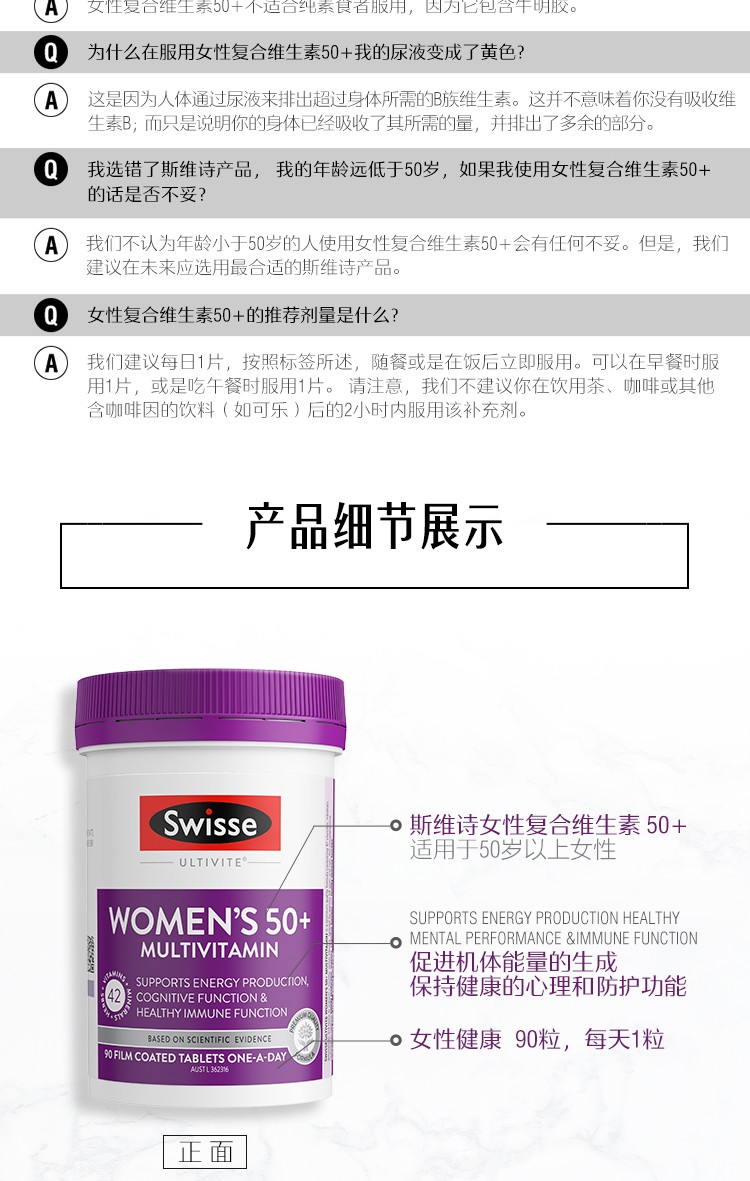 A
女性复合维生素50+不适合纯素食者服用，因为它包含牛明胶。
Q
为什么在服用女性复合维生素50+我的尿液变成了黄色?
A
这是因为人体通过尿液来排出超过身体所需的B族维生素。这并不意味着你没有吸收维
生素B；而只是说明你的身体已经吸收了其所需的量，并排出了多余的部分。
Q
我选错了斯维诗产品， 我的年龄远低于50岁，如果我使用女性复合维生素50+
的话是否不妥?
A
我们不认为年龄小于50岁的人使用女性复合维生素50+会有任何不妥。但是，我们
建议在未来应选用最合适的斯维诗产品。
Q
女性复合维生素50+的推荐剂量是什么?
A
我们建议每日1片，按照标签所述，随餐或是在饭后立即服用。可以在早餐时服
用1片，或是吃午餐时服用1片。 请注意，我们不建议你在饮用茶、咖啡或其他
含咖啡因的饮料（如可乐）后的2小时内服用该补充剂。
产品细节展示
Swisse
ULTIVITE®
WOMEN'S 50+
MULTIVITAMIN
VITAMINS • MINERALS • HERBS •
42
SUPPORTS ENERGY PRODUCTION,
COGNITIVE FUNCTION &
HEALTHY IMMUNE FUNCTION
BASED ON SCIENTIFIC EVIDENCE
PREMIUM QUALITY FORMULA
90 FILM COATED TABLETS ONE-A-DAY
AUST L 362316
斯维诗女性复合维生素 50+
适用于50岁以上女性
SUPPORTS ENERGY PRODUCTION HEALTHY
MENTAL PERFORMANCE &IMMUNE FUNCTION
促进机体能量的生成
保持健康的心理和防护功能
女性健康 90粒，每天1粒
正面